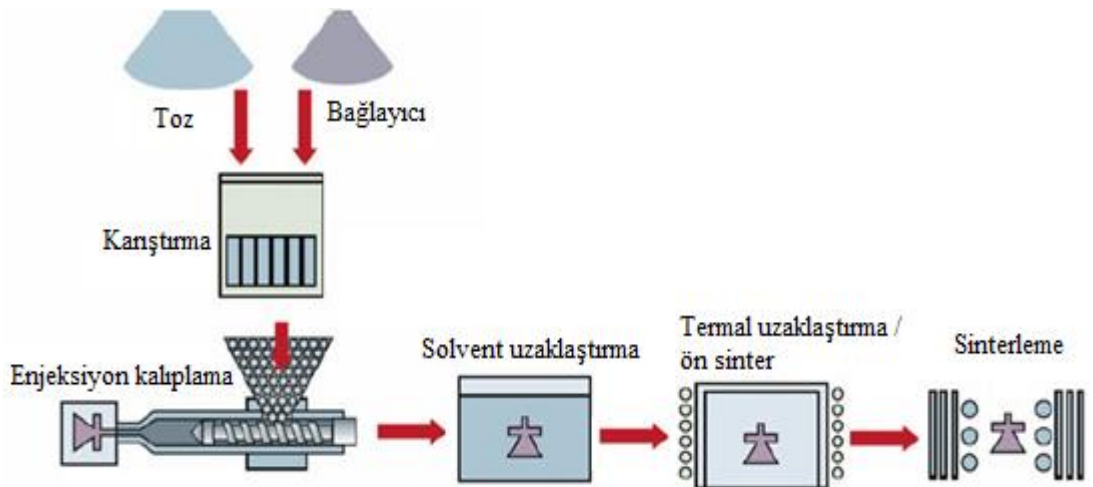 Toz
Bağlayıcı
Karıştırma
Enjeksiyon kalıplama
Solvent uzaklaştırma
Termal uzaklaştırma /
ön sinter
Sinterleme